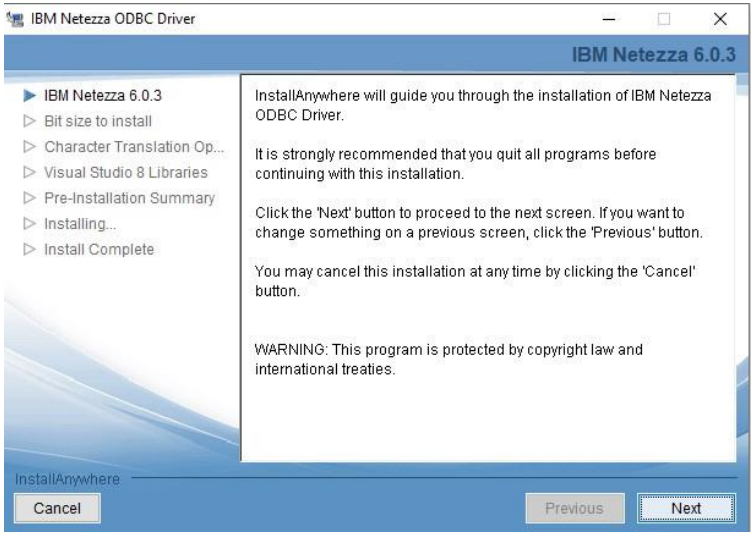 IBM Netezza ODBC Driver
IBM Netezza 6.0.3
IBM Netezza 6.0.3
Bit size to install
Character Translation Op...
Visual Studio 8 Libraries
Pre-Installation Summary
Installing...
Install Complete
InstallAnywhere will guide you through the installation of IBM Netezza
ODBC Driver.
It is strongly recommended that you quit all programs before
continuing with this installation.
Click the 'Next' button to proceed to the next screen. If you want to
change something on a previous screen, click the 'Previous' button.
You may cancel this installation at any time by clicking the 'Cancel'
button.
WARNING: This program is protected by copyright law and
international treaties.
InstallAnywhere
Cancel
Previous
Next